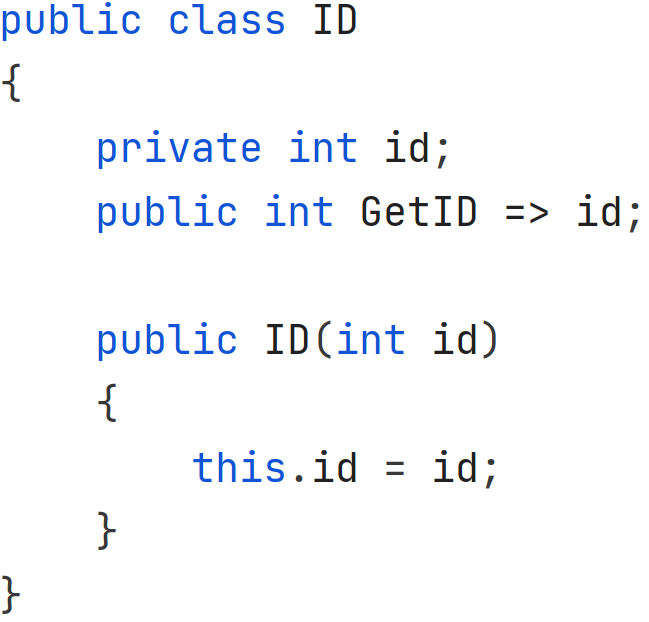 public class ID
{
    private int id;
    public int GetID => id;

    public ID(int id)
    {
        this.id = id;
    }
}